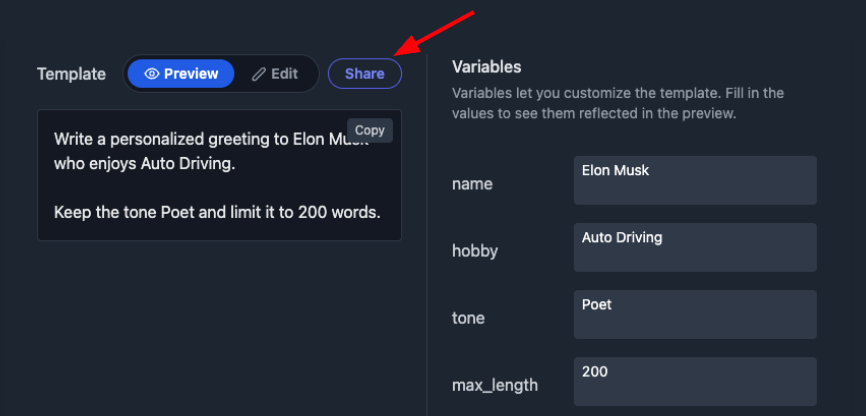 Template
Preview
Edit
Share
Copy
Write a personalized greeting to Elon Musk
who enjoys Auto Driving.
Keep the tone Poet and limit it to 200 words.
Variables
Variables let you customize the template. Fill in the
values to see them reflected in the preview.
name
Elon Musk
hobby
Auto Driving
tone
Poet
max_length
200